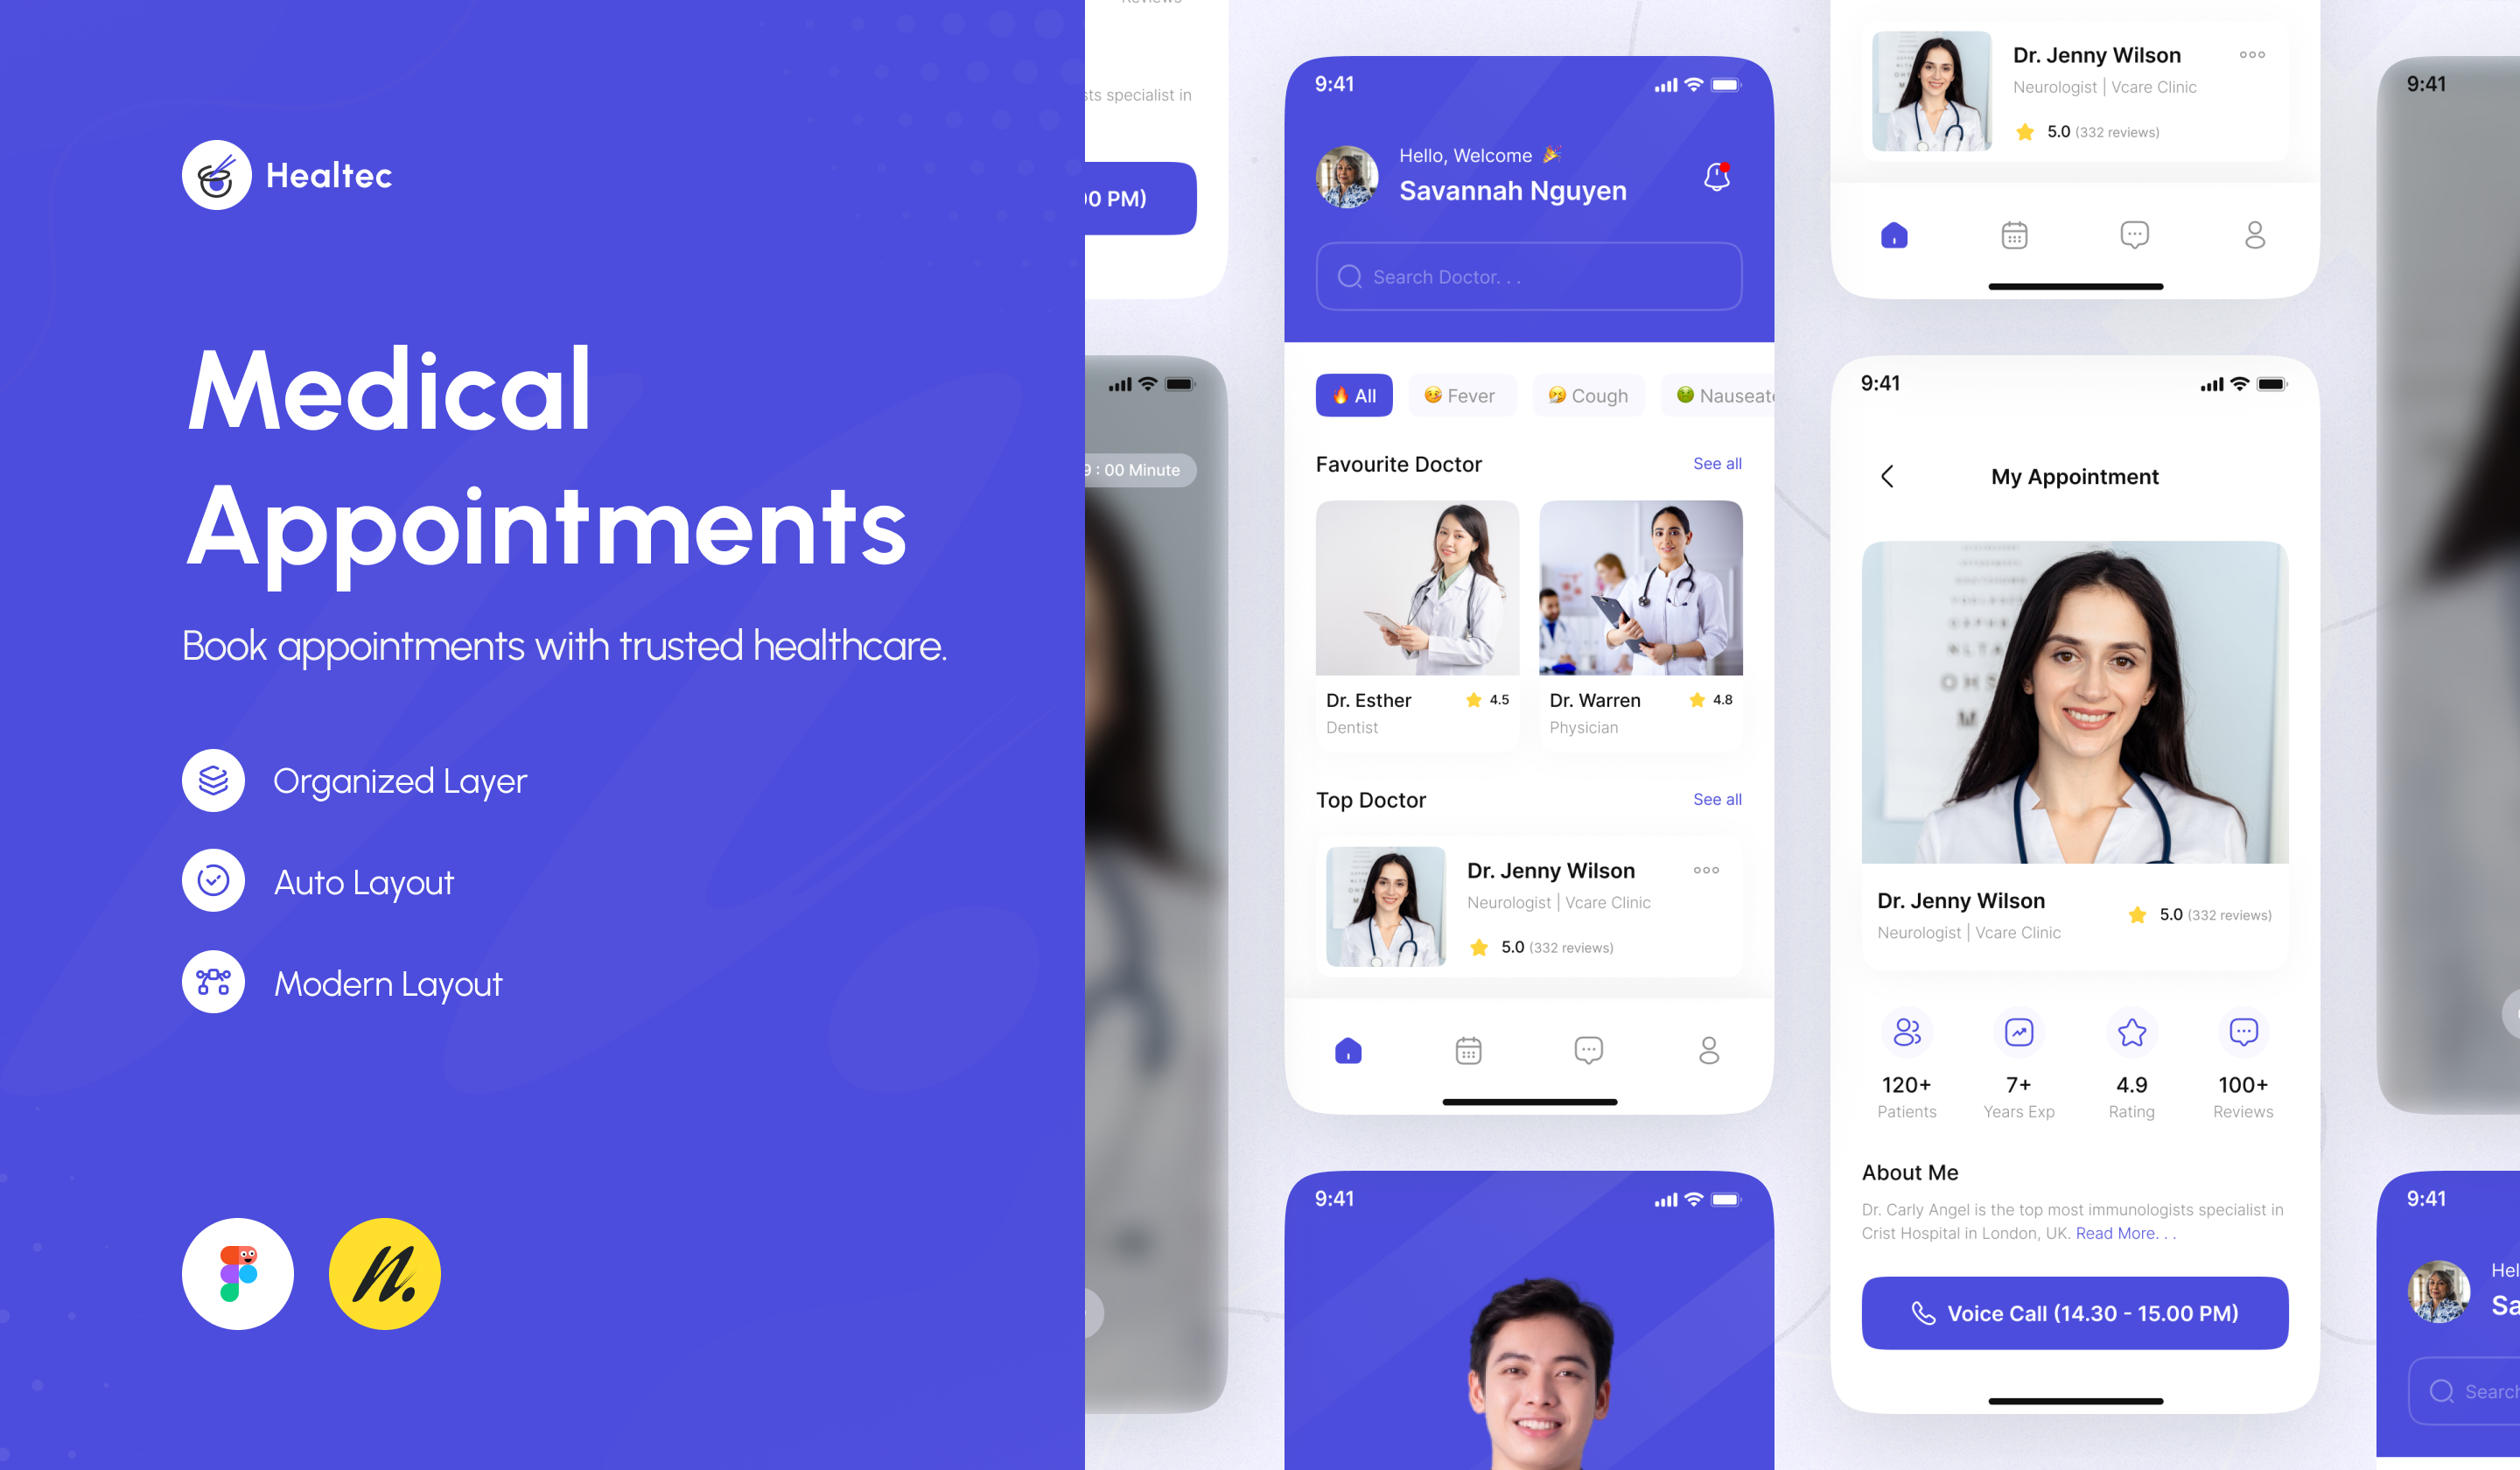 Healtec
Medical
Appointments
Book appointments with trusted healthcare.
Organized Layer
Auto Layout
Modern Layout
n.
Reviews
specialist in
PM)
: 00 Minute
9:41
Hello, Welcome 🎉
Savannah Nguyen
Search Doctor. . .
🔥 All
🤒 Fever
🤧 Cough
🤢 Nauseate
Favourite Doctor
See all
Dr. Esther
4.5
Dentist
Dr. Warren
4.8
Physician
Top Doctor
See all
Dr. Jenny Wilson
Neurologist | Vcare Clinic
5.0 (332 reviews)
9:41
Dr. Jenny Wilson
Neurologist | Vcare Clinic
5.0 (332 reviews)
9:41
My Appointment
Dr. Jenny Wilson
Neurologist | Vcare Clinic
5.0 (332 reviews)
120+
Patients
7+
Years Exp
4.9
Rating
100+
Reviews
About Me
Dr. Carly Angel is the top most immunologists specialist in
Crist Hospital in London, UK. Read More. . .
Voice Call (14.30 - 15.00 PM)
9:41
9:41
Hel
Sa
Search